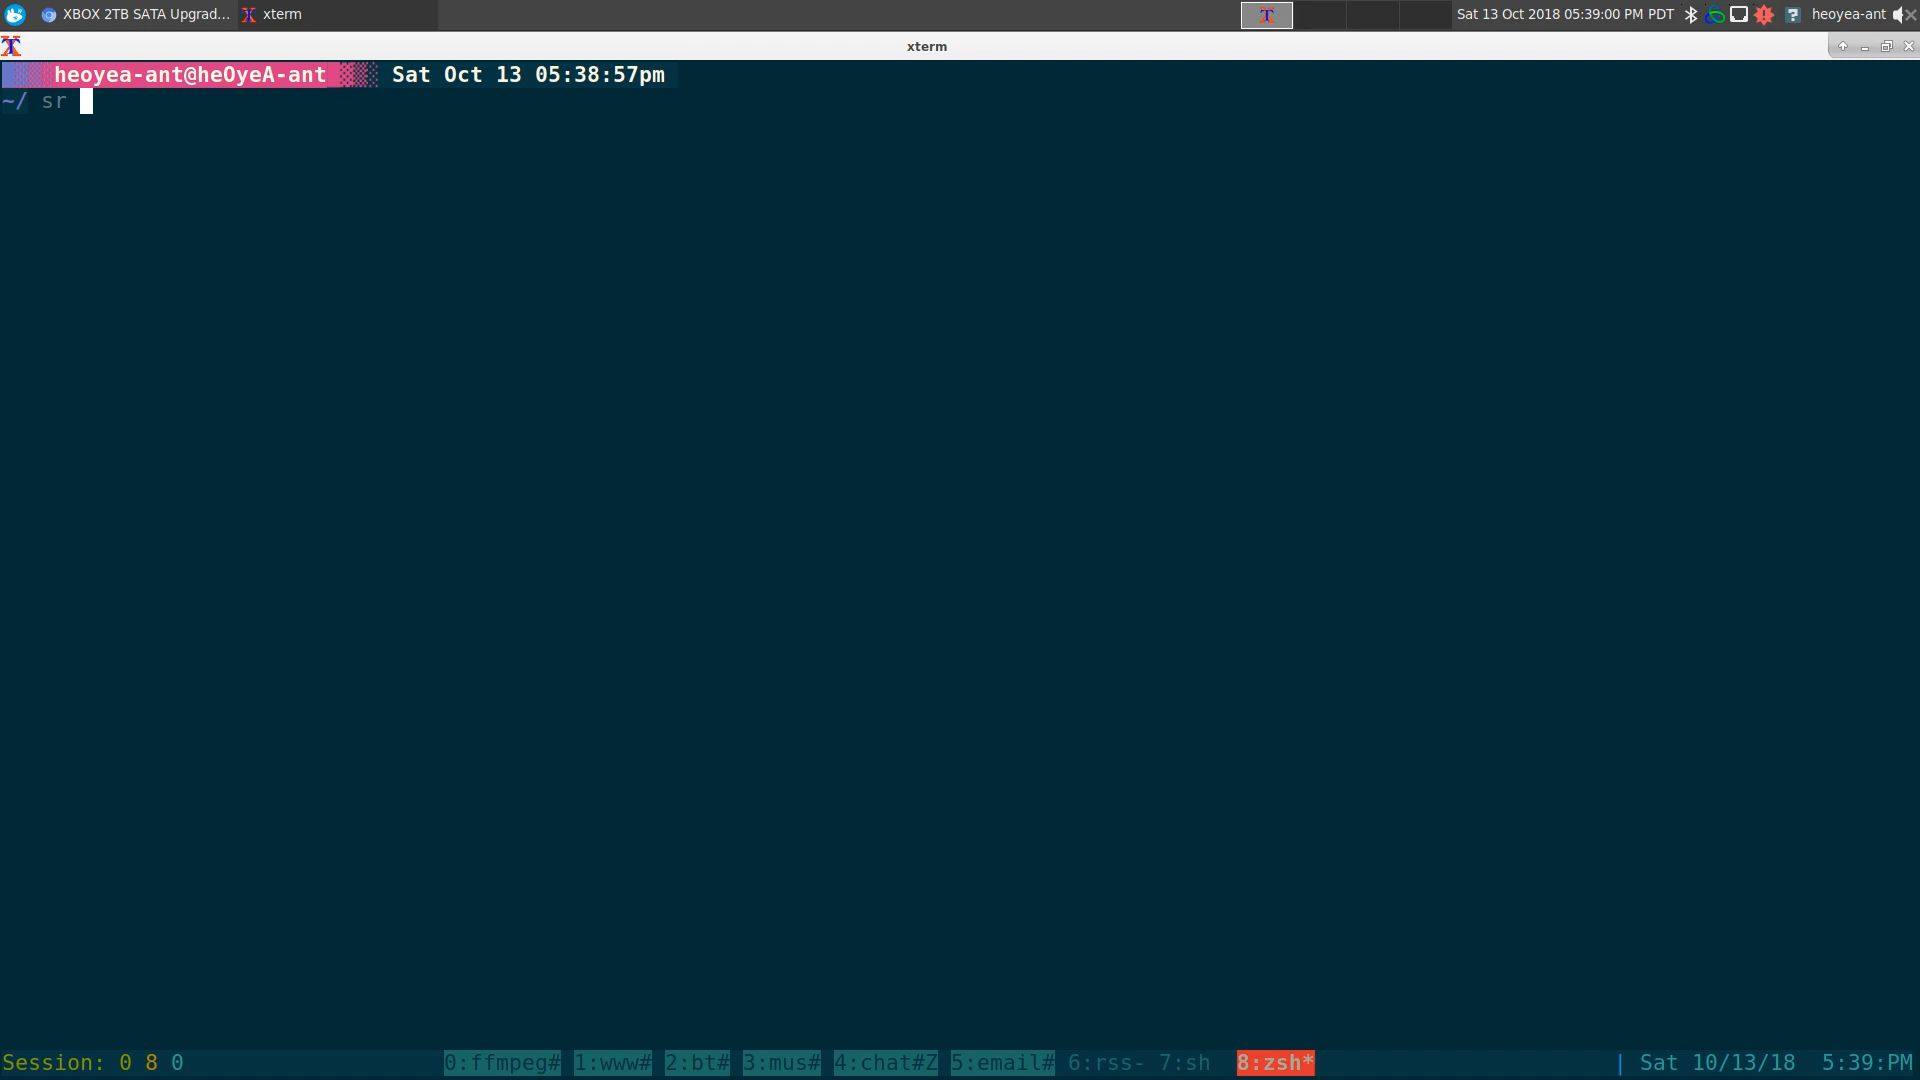 XBOX 2TB SATA Upgrad... xterm Sat 13 Oct 2018 05:39:00 PM PDT heoyea-ant
xterm
heoyea-ant@heOyeA-ant Sat Oct 13 05:38:57pm
~/ sr
Session: 0 8 0 0:ffmpeg# 1:www# 2:bt# 3:mus# 4:chat#Z 5:email# 6:rss- 7:sh 8:zsh* | Sat 10/13/18 5:39:PM